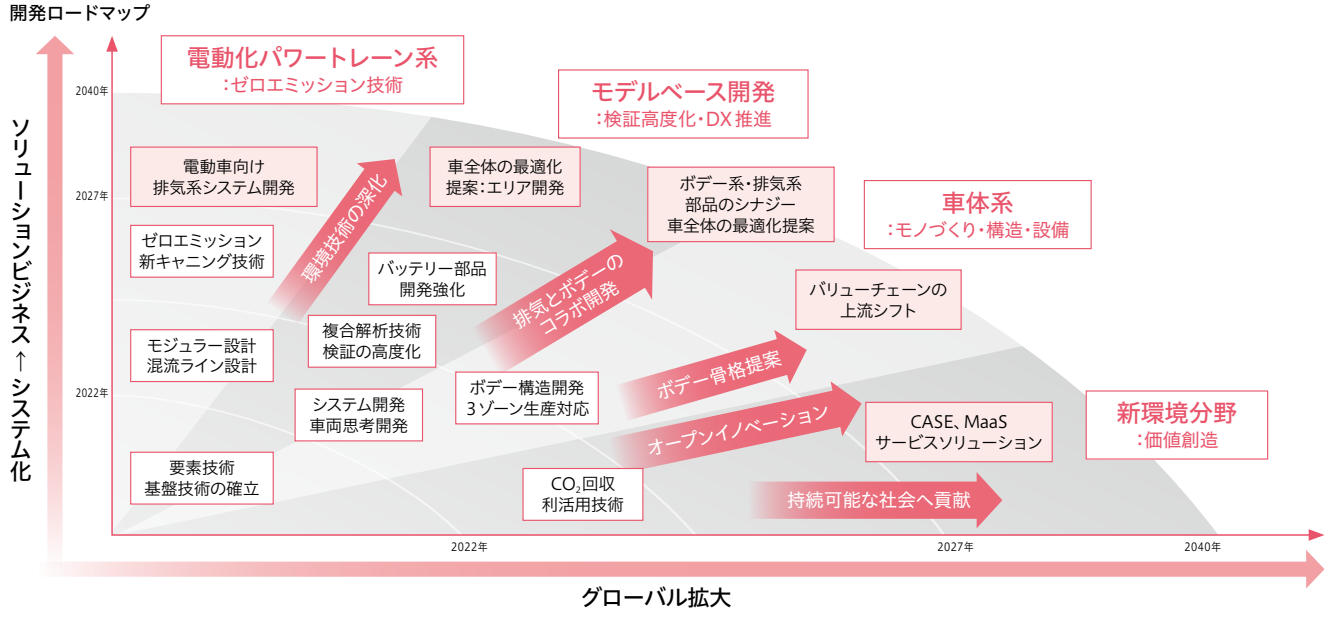 開発ロードマップ
電動化パワートレーン系
:ゼロエミッション技術
モデルベース開発
:検証高度化・DX 推進
車体系
:モノづくり・構造・設備
新環境分野
:価値創造
ソリューションビジネス ↑ システム化
2040年
2027年
2022年
電動車向け
排気系システム開発
ゼロエミッション
新キャニング技術
モジュラー設計
混流ライン設計
要素技術
基盤技術の確立
環境技術の深化
車全体の最適化
提案:エリア開発
バッテリー部品
開発強化
複合解析技術
検証の高度化
システム開発
車両思考開発
排気とボデーの
コラボ開発
ボデー系・排気系
部品のシナジー
車全体の最適化提案
ボデー構造開発
3ゾーン生産対応
ボデー骨格提案
バリューチェーンの
上流シフト
オープンイノベーション
CASE、MaaS
サービスソリューション
CO₂回収
利活用技術
持続可能な社会へ貢献
2022年
2027年
2040年
グローバル拡大